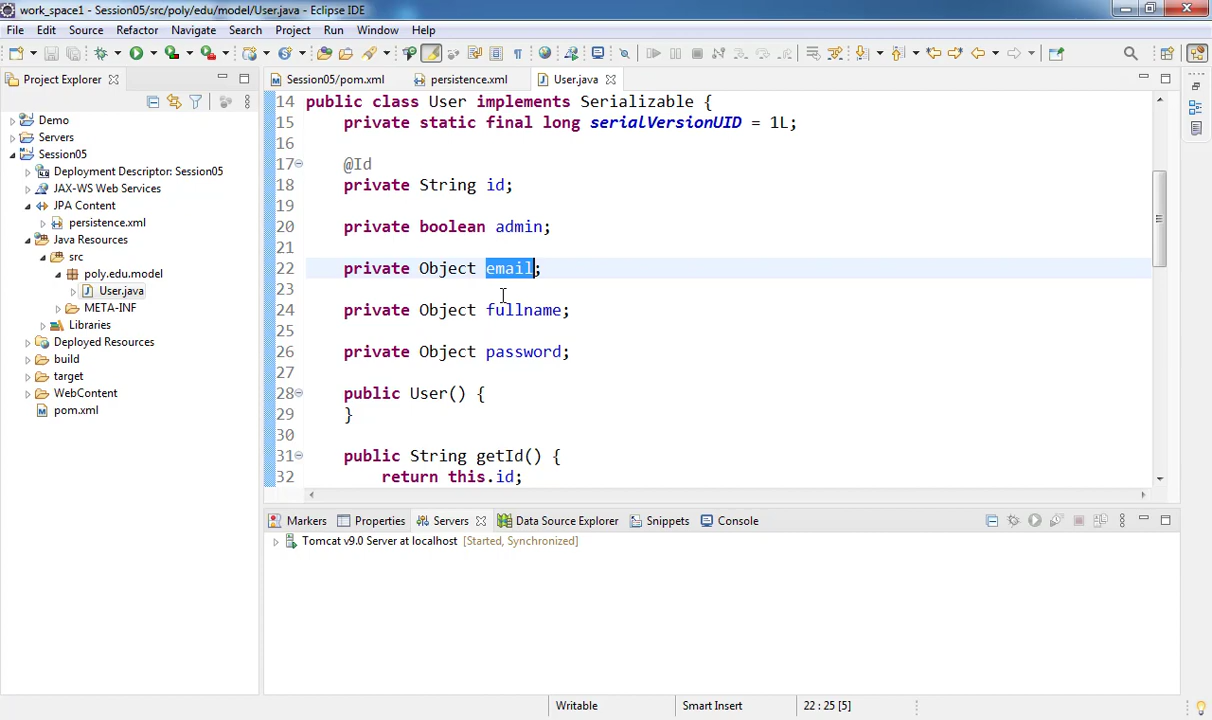 work_space1 - Session05/src/poly/edu/model/User.java - Eclipse IDE
File Edit Source Refactor Navigate Search Project Run Window Help
Project Explorer
Session05/pom.xml persistence.xml User.java
Demo
Servers
Session05
Deployment Descriptor: Session05
JAX-WS Web Services
JPA Content
persistence.xml
Java Resources
src
poly.edu.model
User.java
META-INF
Libraries
Deployed Resources
build
target
WebContent
pom.xml
14 public class User implements Serializable {
15 private static final long serialVersionUID = 1L;
16
17 @Id
18 private String id;
19
20 private boolean admin;
21
22 private Object email;
23
24 private Object fullname;
25
26 private Object password;
27
28 public User() {
29 }
30
31 public String getId() {
32 return this.id;
Markers Properties Servers Data Source Explorer Snippets Console
Tomcat v9.0 Server at localhost [Started, Synchronized]
Writable Smart Insert 22 : 25 [5]